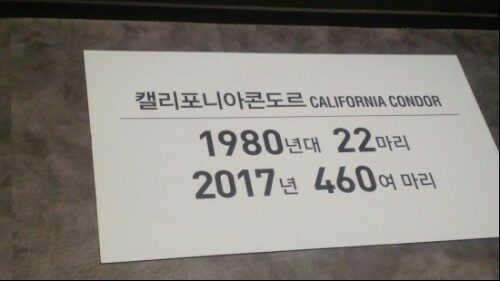 캘리포니아콘도르 CALIFORNIA CONDOR
1980년대 22마리
2017년 460여 마리